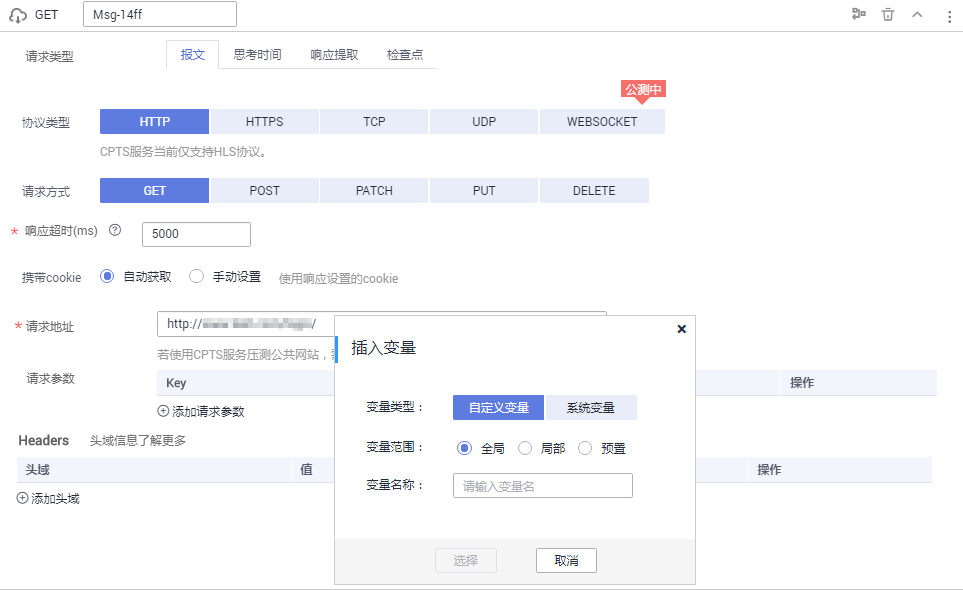 GET Msg-14ff
请求类型 报文 思考时间 响应提取 检查点
公测中
协议类型 HTTP HTTPS TCP UDP WEBSOCKET
CPTS服务当前仅支持HLS协议。
请求方式 GET POST PATCH PUT DELETE
* 响应超时(ms) ? 5000
携带cookie 自动获取 手动设置 使用响应设置的cookie
* 请求地址 http:// /
若使用CPTS服务压测公共网站，
请求参数 Key 操作
添加请求参数
Headers 头域信息了解更多
头域 值 操作
添加头域
插入变量
变量类型： 自定义变量 系统变量
变量范围： 全局 局部 预置
变量名称： 请输入变量名
选择 取消